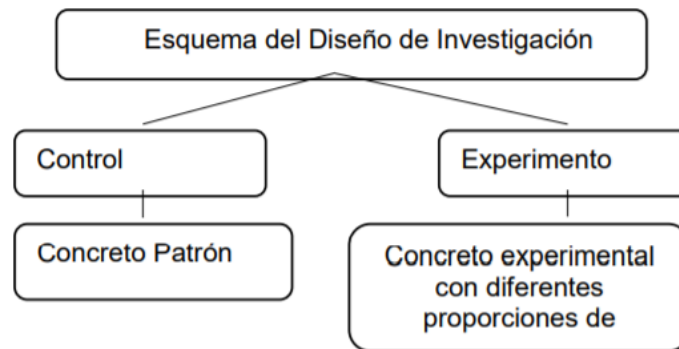 Esquema del Diseño de Investigación
Control
Experimento
Concreto Patrón
Concreto experimental
con diferentes
proporciones de